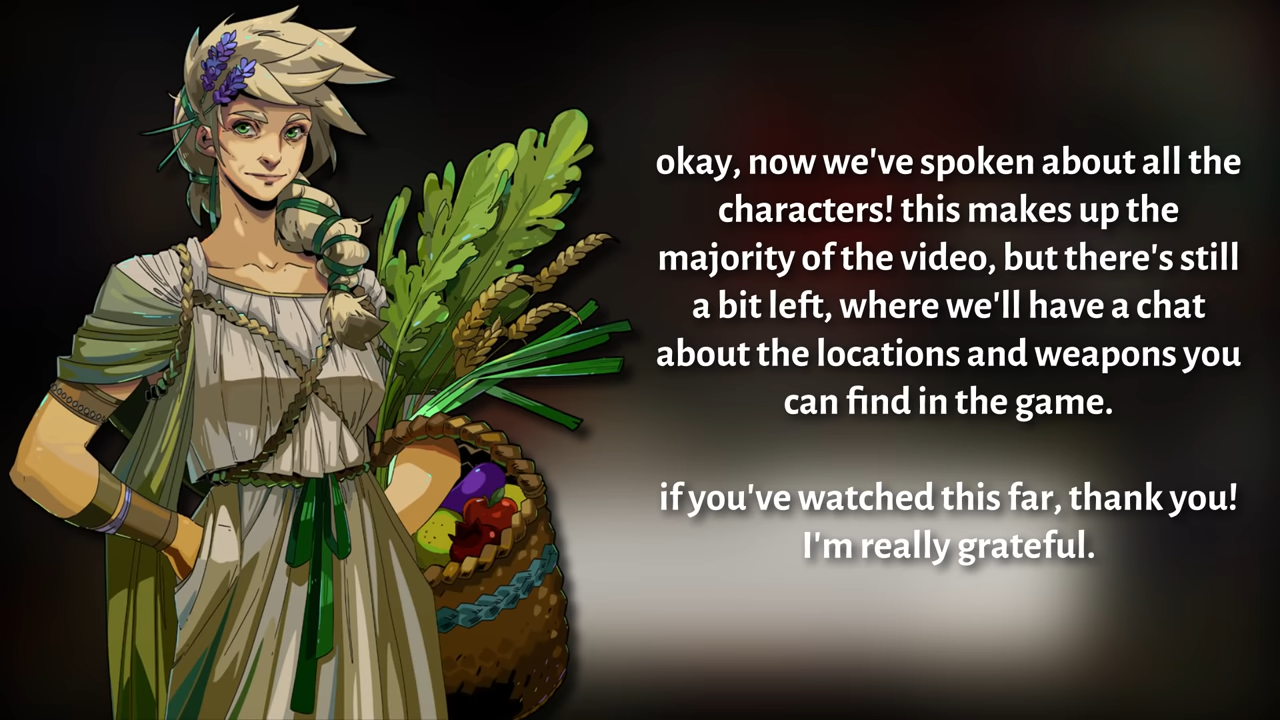 okay, now we've spoken about all the
characters! this makes up the
majority of the video, but there's still
a bit left, where we'll have a chat
about the locations and weapons you
can find in the game.
if you've watched this far, thank you!
I'm really grateful.